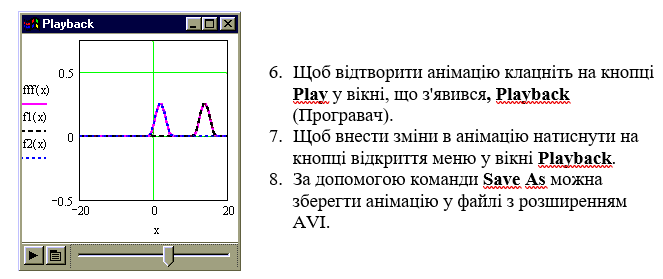 Playback
0.5
fff(x)
f1(x)
0
f2(x)
-0.5
-20
0
20
x
6. Щоб відтворити анімацію клацніть на кнопці
Play у вікні, що з'явився, Playback
(Програвач).
7. Щоб внести зміни в анімацію натиснути на
кнопки відкриття меню у вікні Playback.
8. За допомогою команди Save As можна
зберегти анімацію у файлі з розширенням
AVI.